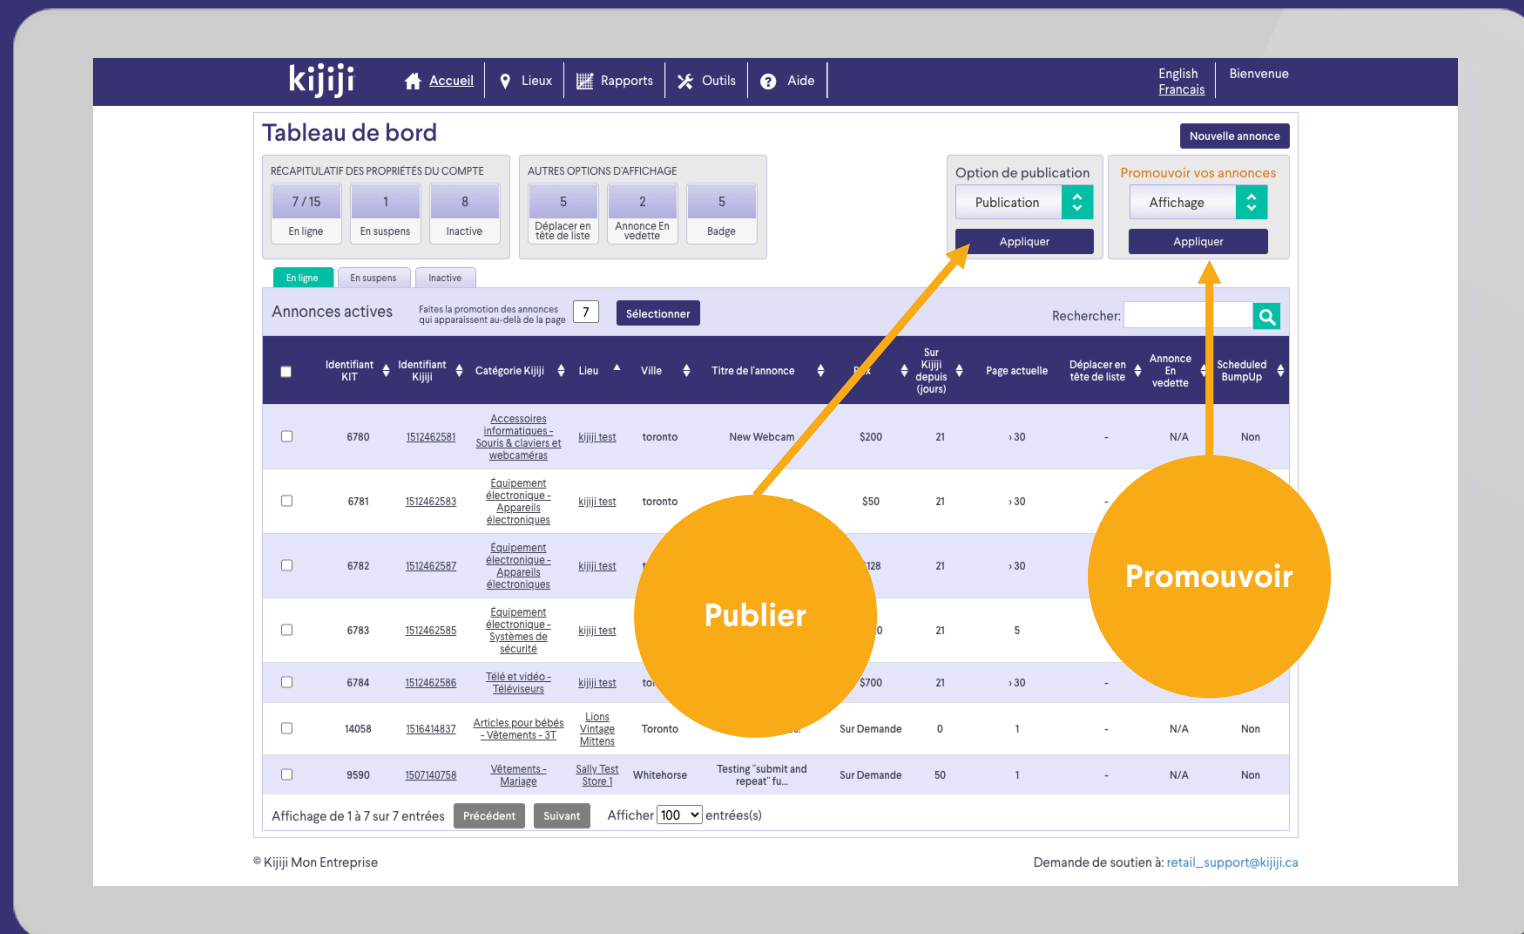 kijiji
Accueil
Lieux
Rapports
Outils
Aide
English
Français
Bienvenue
Tableau de bord
Nouvelle annonce
RÉCAPITULATIF DES PROPRIÉTÉS DU COMPTE
7 / 15
1
8
En ligne
En suspens
Inactive
AUTRES OPTIONS D'AFFICHAGE
5
2
5
Déplacer en
tête de liste
Annonce En
vedette
Badge
Option de publication
Publication
Appliquer
Promouvoir vos annonces
Affichage
Appliquer
En ligne
En suspens
Inactive
Annonces actives
Faites la promotion des annonces
qui apparaissent au-delà de la page
7
Sélectionner
Rechercher:
Identifiant
KIT
Identifiant
Kijiji
Catégorie Kijiji
Lieu
Ville
Titre de l'annonce
Sur
Kijiji
depuis
(jours)
Page actuelle
Déplacer en
tête de liste
Annonce
En
vedette
Scheduled
BumpUp
6780
1512462581
Accessoires
informatiques -
Souris & claviers et
webcaméras
kijiji test
toronto
New Webcam
$200
21
› 30
-
N/A
Non
6781
1512462583
Équipement
électronique -
Appareils
électroniques
kijiji test
toronto
$50
21
› 30
-
6782
1512462587
Équipement
électronique -
Appareils
électroniques
kijiji test
21
› 30
6783
1512462585
Équipement
électronique -
Systèmes de
sécurité
kijiji test
21
5
6784
1512462586
Télé et vidéo -
Téléviseurs
kijiji test
$700
21
› 30
-
14058
1516414837
Articles pour bébés
- Vêtements - 3T
Lions
Vintage
Mittens
Toronto
Sur Demande
0
1
-
N/A
Non
9590
1507140758
Vêtements -
Mariage
Sally Test
Store 1
Whitehorse
Testing "submit and
repeat" fu...
Sur Demande
50
1
-
N/A
Non
Publier
Promouvoir
Affichage de 1 à 7 sur 7 entrées
Précédent
Suivant
Afficher 100 entrées(s)
© Kijiji Mon Entreprise
Demande de soutien à: retail_support@kijiji.ca